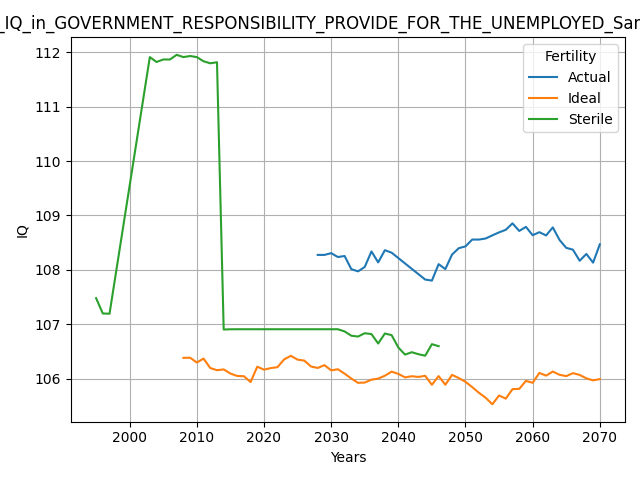 _IQ_in_GOVERNMENT_RESPONSIBILITY_PROVIDE_FOR_THE_UNEMPLOYED_Sar
112
111
110
109
108
107
106
IQ
Fertility
Actual
Ideal
Sterile
2000 2010 2020 2030 2040 2050 2060 2070
Years